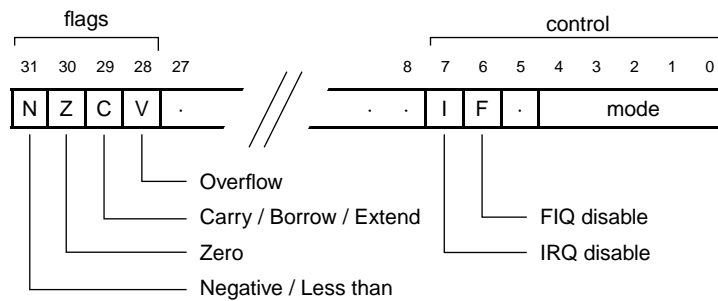 flags control
31 30 29 28 27 8 7 6 5 4 3 2 1 0
N Z C V . . . I F . mode
Overflow
Carry / Borrow / Extend FIQ disable
Zero IRQ disable
Negative / Less than